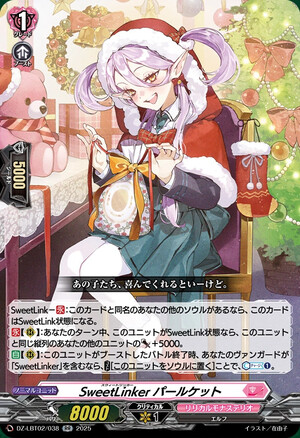 1
グレード
ブースト
5000
シールド
あの子たち、喜んでくれるといーけど。
SweetLink-永:このカードと同名のあなたの他のソウルがあるなら、このカードはSweetLink状態になる。
永【】:あなたのターン中、このユニットがSweetLink状態なら、このユニットと同じ縦列のあなたの他のユニットの+5000。
自【】:このユニットがブーストしたバトル終了時、あなたのヴァンガードが「SweetLinker」を含むなら、[このユニットをソウルに置く]ことで、
ノーマルユニット
SweetLinker パールケット
パワー
8000
クリティカル
1
リリカルモナステリオ
エルフ
DZ-LBT02/038
2025
イラスト/在由子